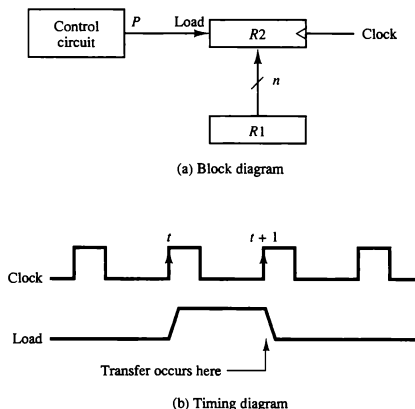 Control
circuit
P
Load
R2
Clock
n
R1
(a) Block diagram
t
t + 1
Clock
Load
Transfer occurs here
(b) Timing diagram